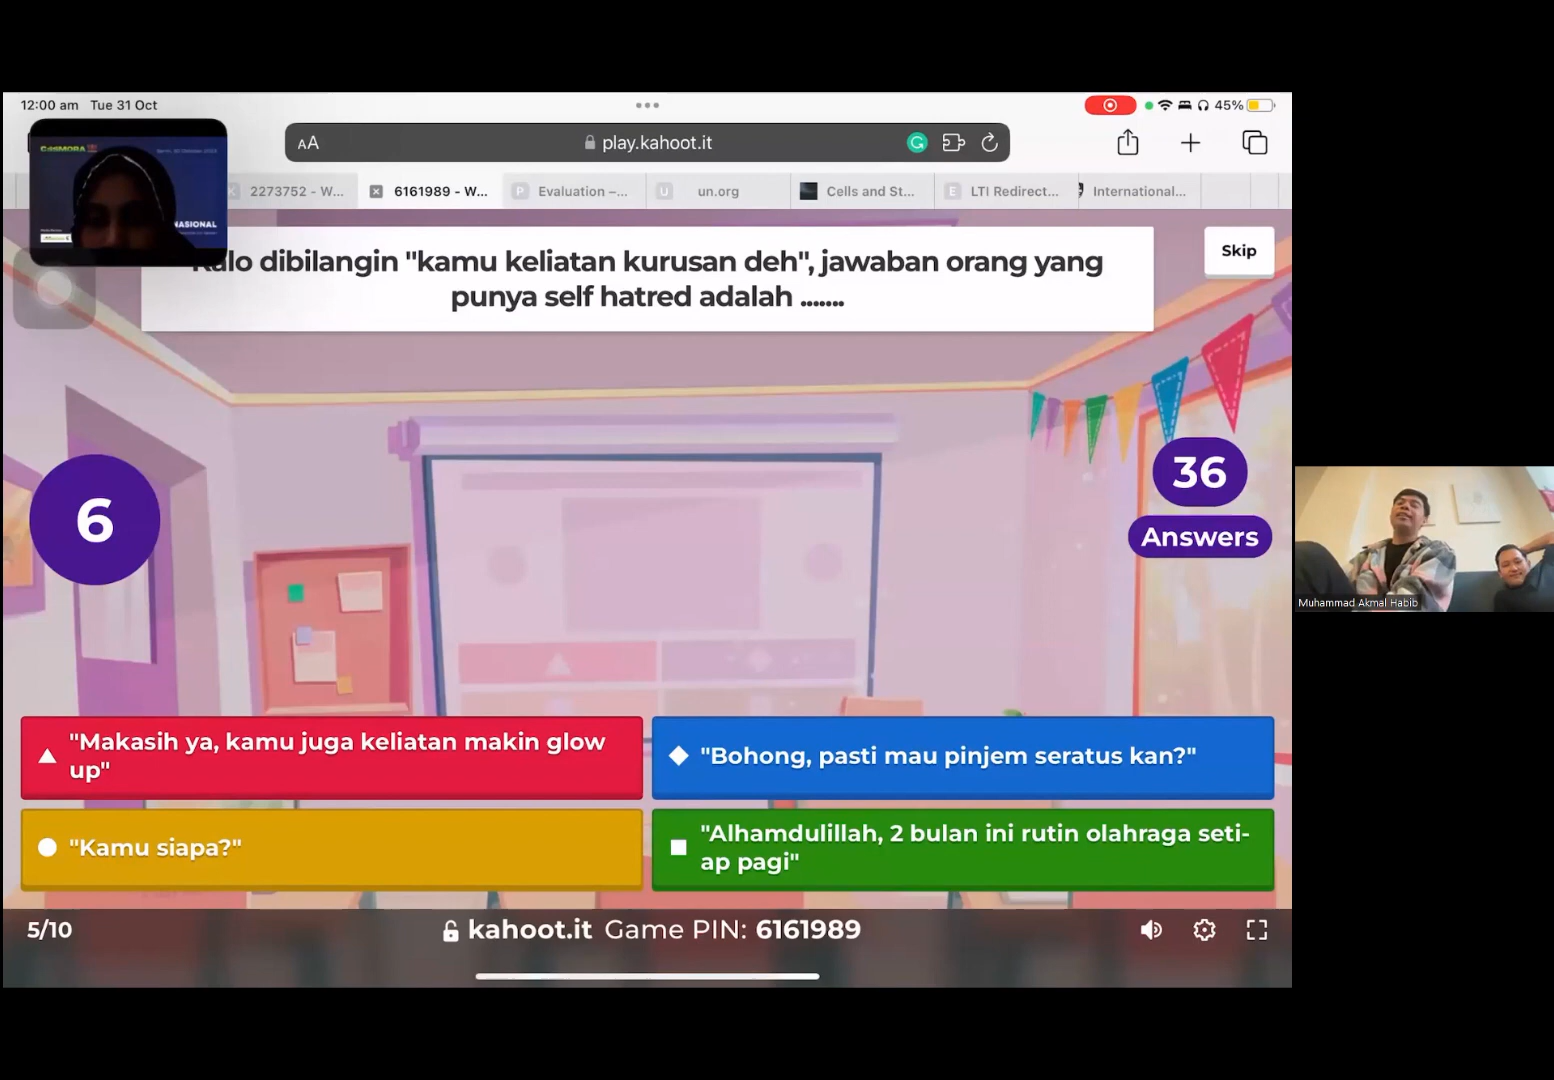 12:00 am Tue 31 Oct
45%
AA
play.kahoot.it
2273752 - W...
6161989 - W...
P Evaluation –...
U un.org
Cells and St...
E LTI Redirect...
International...
NASIONAL
Kalo dibilangin "kamu keliatan kurusan deh", jawaban orang yang
punya self hatred adalah .......
Skip
6
36
Answers
Muhammad Akmal Habib
"Makasih ya, kamu juga keliatan makin glow
up"
"Bohong, pasti mau pinjem seratus kan?"
"Kamu siapa?"
"Alhamdulillah, 2 bulan ini rutin olahraga seti-
ap pagi"
5/10
kahoot.it Game PIN: 6161989